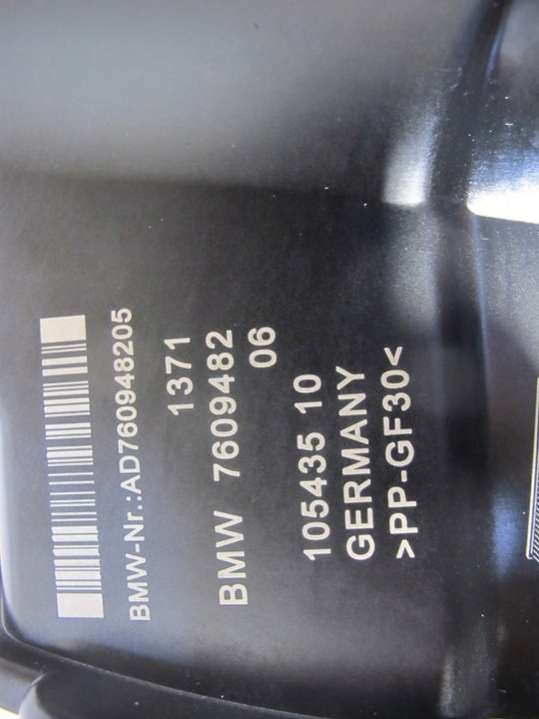 BMW-Nr.:AD760948205
1371
BMW 7609482
06
105435 10
GERMANY
>PP-GF30<